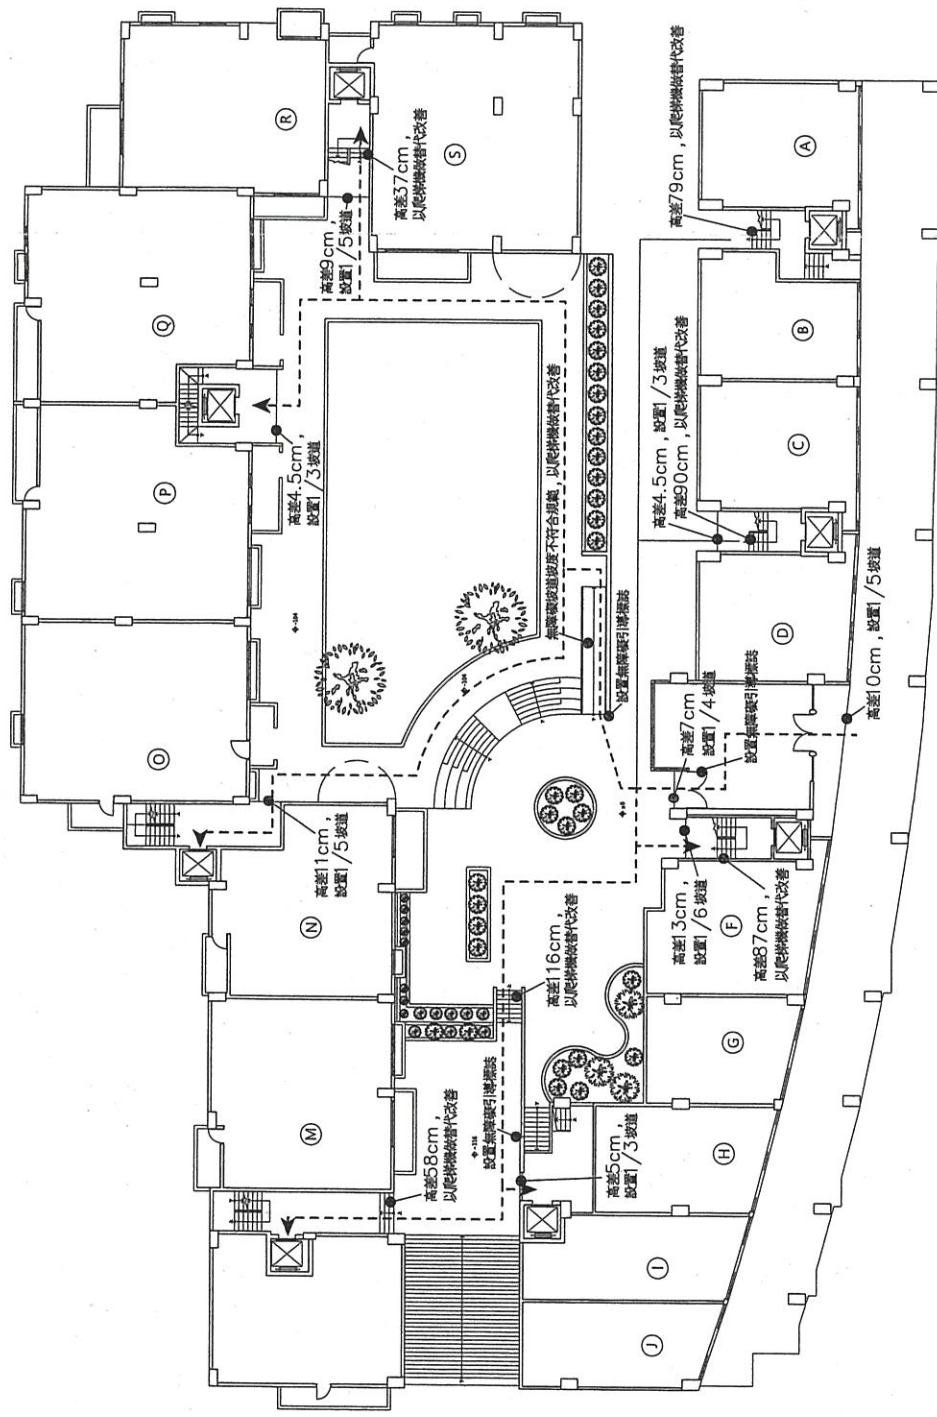 高差79cm，
以爬梯機做替代改善
高差4.5cm，設置1/3坡道
高差90cm，以爬梯機做替代改善
高差10cm，設置1/5坡道
高差37cm，
以爬梯機做替代改善
高差9cm，
設置1/5坡道
高差4.5cm，
設置1/3坡道
無障礙坡道坡度不符合規範，以爬梯機做替代改善
設置無障礙引導標誌
高差7cm，
設置1/4坡道
設置無障礙引導標誌
高差11cm，
設置1/5坡道
高差13cm，
設置1/6坡道
高差87cm，
以爬梯機做替代改善
高差116cm，
以爬梯機做替代改善
設置無障礙引導標誌
高差58cm，
以爬梯機做替代改善
高差5cm，
設置1/3坡道
R
S
Q
P
O
N
M
A
B
C
D
F
G
H
I
J